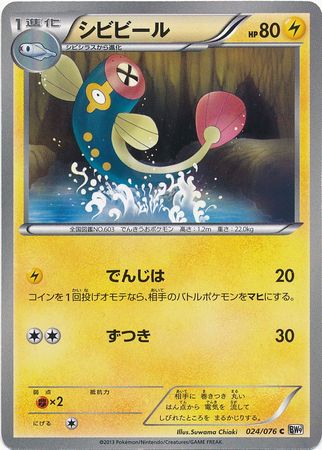 1進化 シビビール HP80
シビシラスから進化
全国図鑑NO.603 でんきうおポケモン 高さ:1.2m 重さ:22.0kg
でんじは 20
コインを1回投げオモテなら、相手のバトルポケモンをマヒにする。
ずつき 30
弱点 抵抗力
×2
にげる
相手に 巻きつき 丸い
斑点から 電気を 流して
しびれたところを まるかじりする。
Illus.Suwama Chiaki 024/076 C BW9
©2013 Pokémon/Nintendo/Creatures/GAME FREAK.